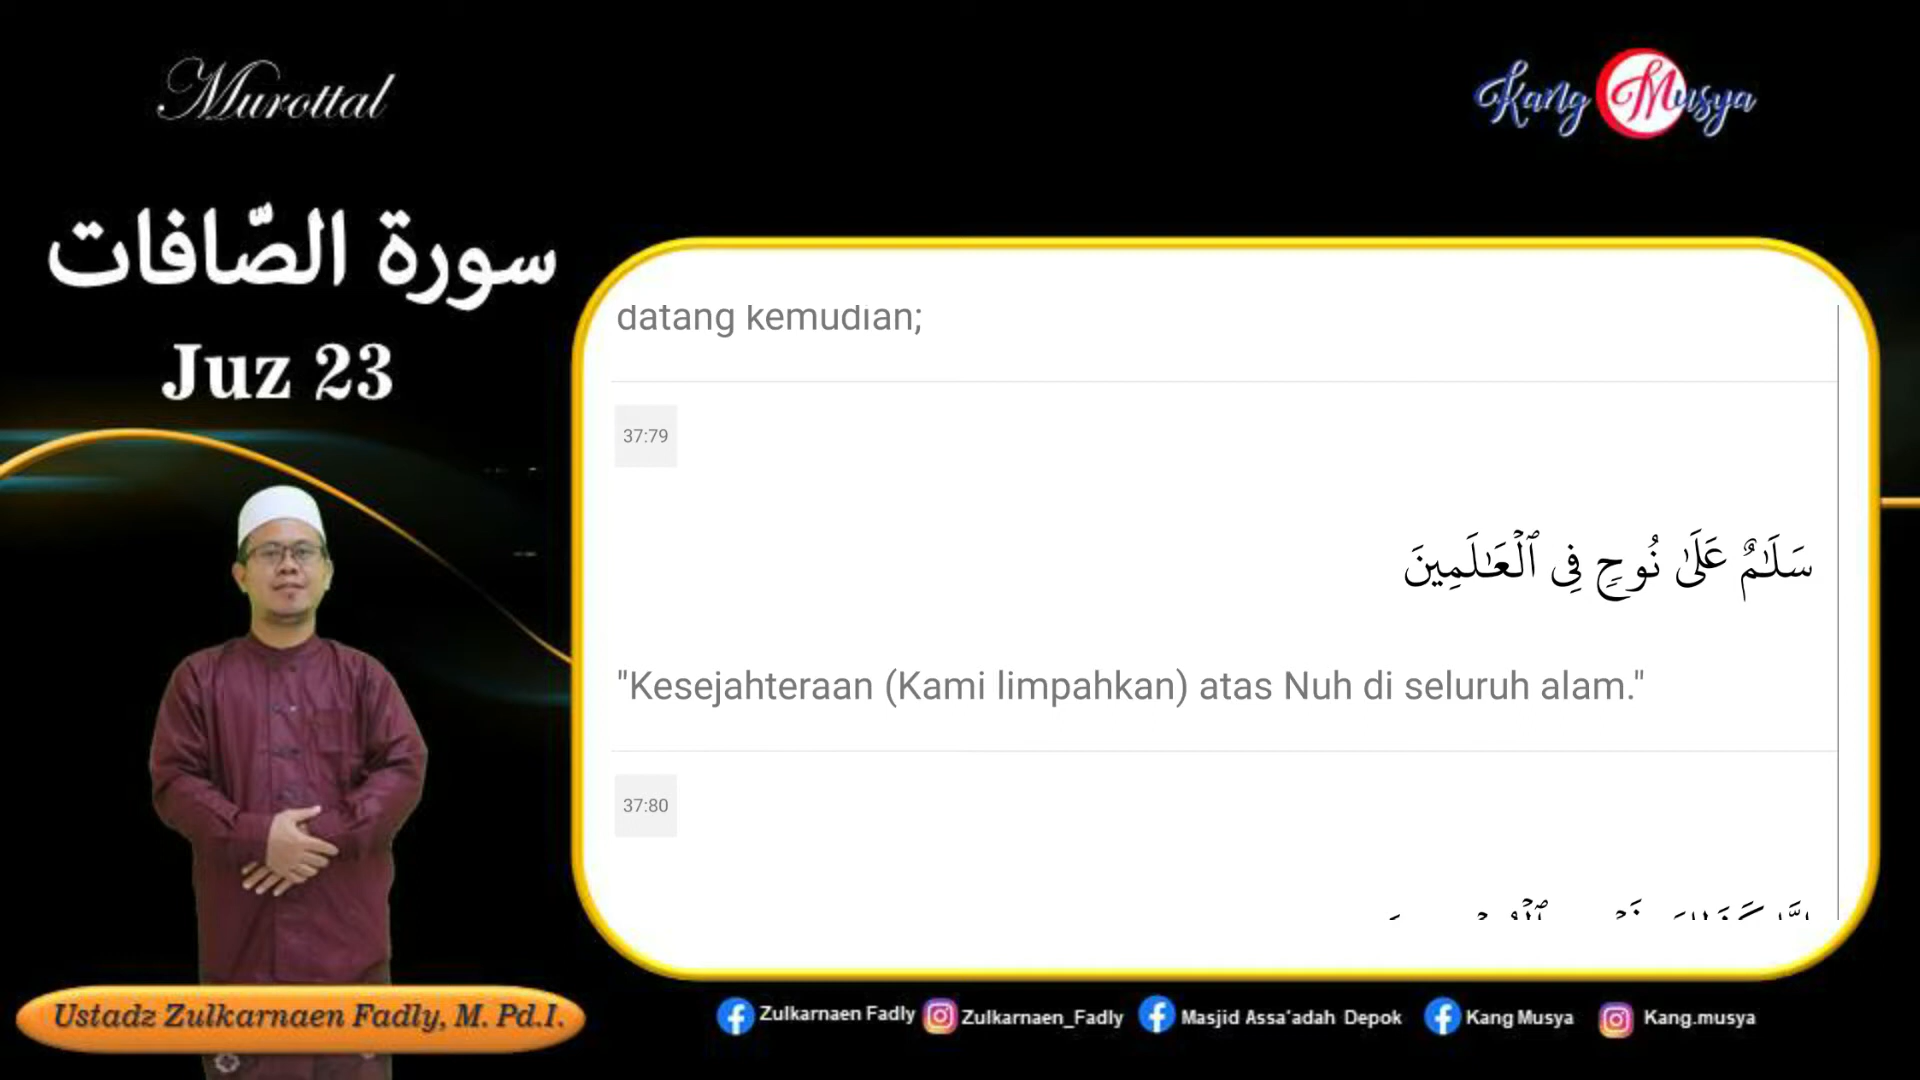 Murottal
Kang Musya
سورة الصّافات
Juz 23
datang kemudian;
37:79
سَلَـٰمٌ عَلَىٰ نُوحٍ فِى ٱلْعَـٰلَمِينَ
"Kesejahteraan (Kami limpahkan) atas Nuh di seluruh alam."
37:80
Ustadz Zulkarnaen Fadly, M. Pd.I.
Zulkarnaen Fadly
Zulkarnaen_Fadly
Masjid Assa'adah Depok
Kang Musya
Kang.musya